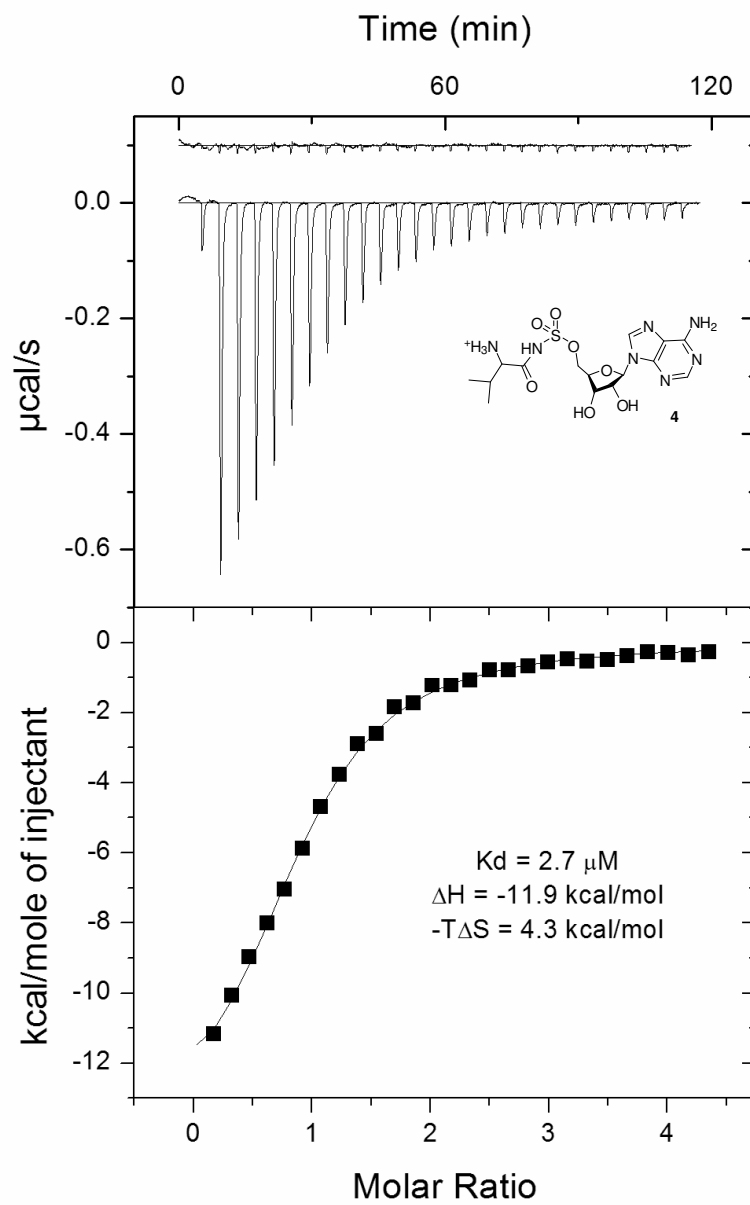 Time (min)
0 60 120
0.0
-0.2
-0.4
-0.6
µcal/s
O
O
S
O
HN
+H3N
O
O
HO
OH
N
N
N
N
NH2
4
0
-2
-4
-6
-8
-10
-12
kcal/mole of injectant
Kd = 2.7 µM
ΔH = -11.9 kcal/mol
-TΔS = 4.3 kcal/mol
0 1 2 3 4
Molar Ratio